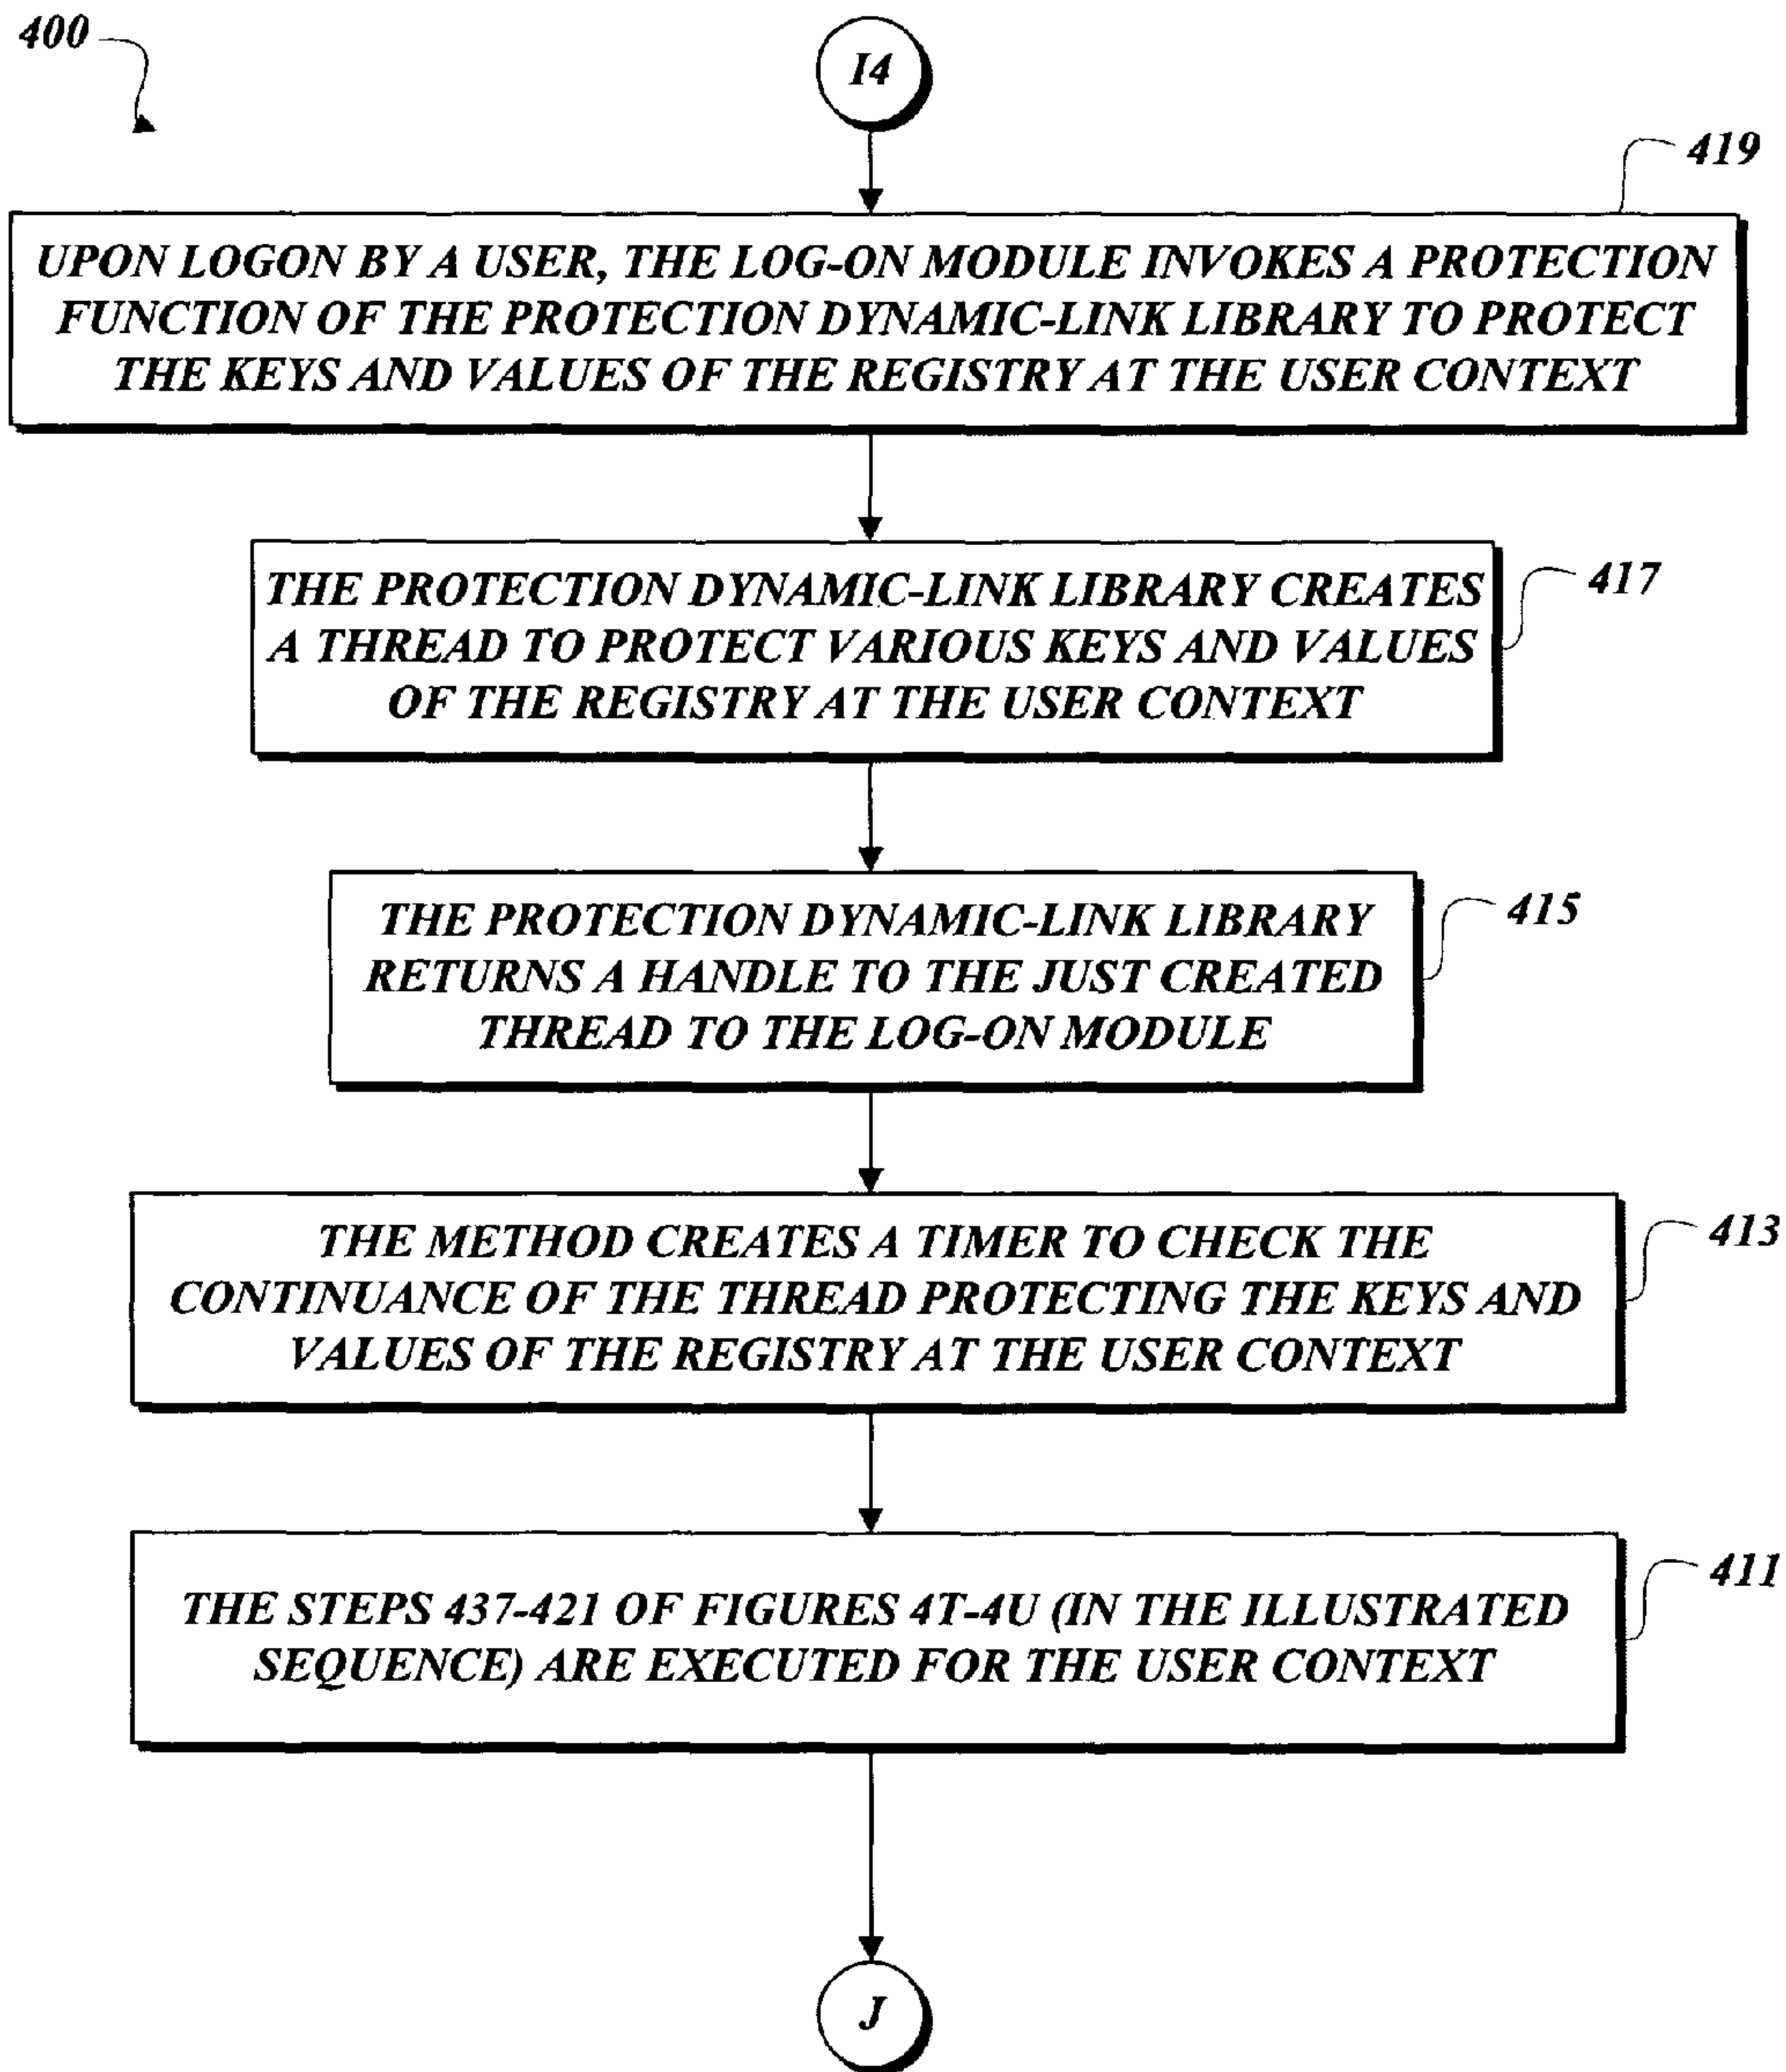 400
I4
419
UPON LOGON BY A USER, THE LOG-ON MODULE INVOKES A PROTECTION
FUNCTION OF THE PROTECTION DYNAMIC-LINK LIBRARY TO PROTECT
THE KEYS AND VALUES OF THE REGISTRY AT THE USER CONTEXT
417
THE PROTECTION DYNAMIC-LINK LIBRARY CREATES
A THREAD TO PROTECT VARIOUS KEYS AND VALUES
OF THE REGISTRY AT THE USER CONTEXT
415
THE PROTECTION DYNAMIC-LINK LIBRARY
RETURNS A HANDLE TO THE JUST CREATED
THREAD TO THE LOG-ON MODULE
413
THE METHOD CREATES A TIMER TO CHECK THE
CONTINUANCE OF THE THREAD PROTECTING THE KEYS AND
VALUES OF THE REGISTRY AT THE USER CONTEXT
411
THE STEPS 437-421 OF FIGURES 4T-4U (IN THE ILLUSTRATED
SEQUENCE) ARE EXECUTED FOR THE USER CONTEXT
J